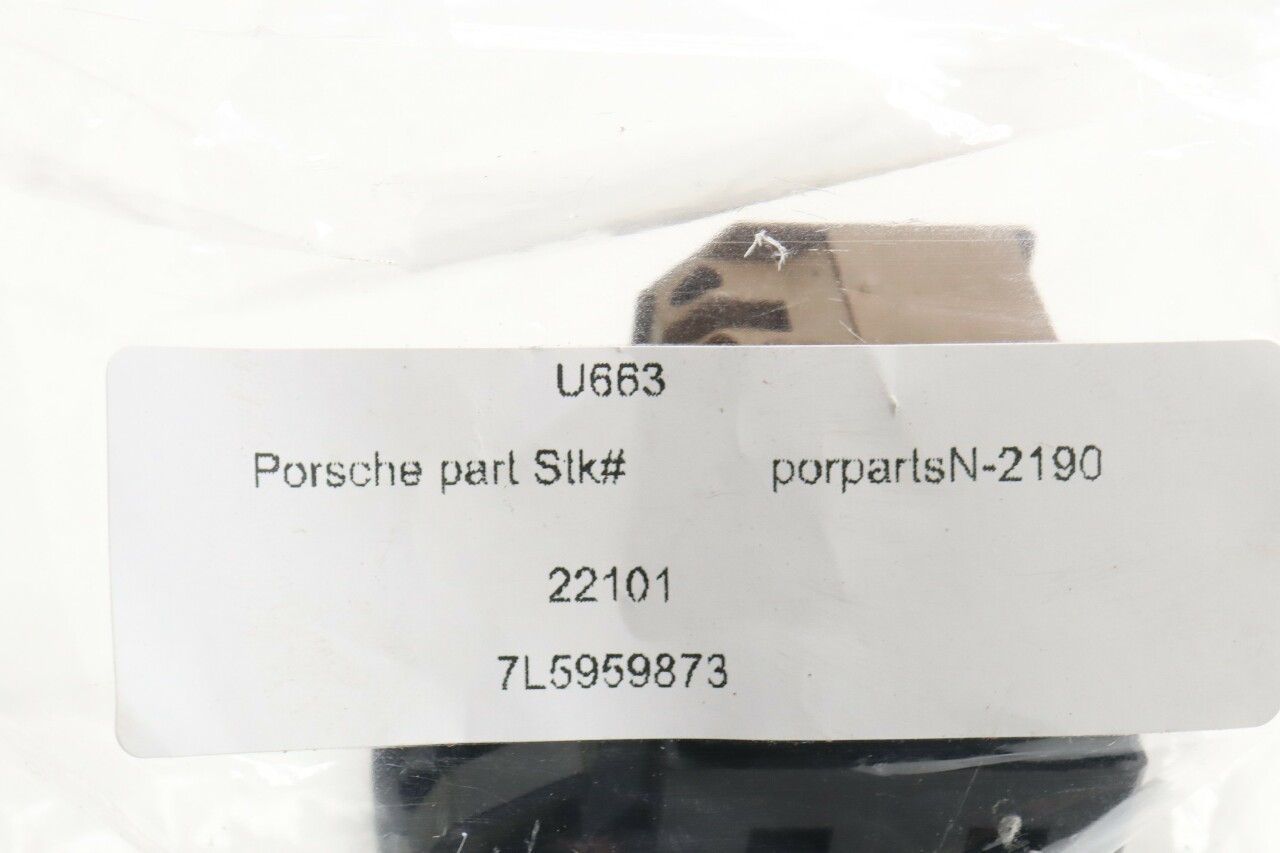 U663
Porsche part Stk# porpartsN-2190
22101
7L5959873